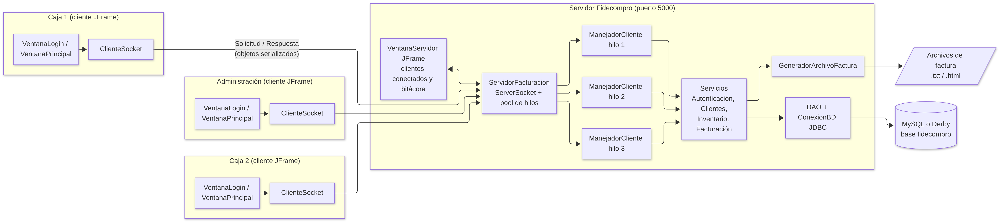 Caja 1 (cliente JFrame)
VentanaLogin /
VentanaPrincipal
ClienteSocket
Solicitud / Respuesta
(objetos serializados)
Administración (cliente JFrame)
VentanaLogin /
VentanaPrincipal
ClienteSocket
Caja 2 (cliente JFrame)
VentanaLogin /
VentanaPrincipal
ClienteSocket
Servidor Fidecompro (puerto 5000)
VentanaServidor
JFrame
clientes
conectados y
bitácora
ServidorFacturacion
ServerSocket +
pool de hilos
ManejadorCliente
hilo 1
ManejadorCliente
hilo 2
ManejadorCliente
hilo 3
Servicios
Autenticación,
Clientes,
Inventario,
Facturación
GeneradorArchivoFactura
DAO +
ConexionBD
JDBC
Archivos de
factura
.txt / .html
MySQL o Derby
base fidecompro